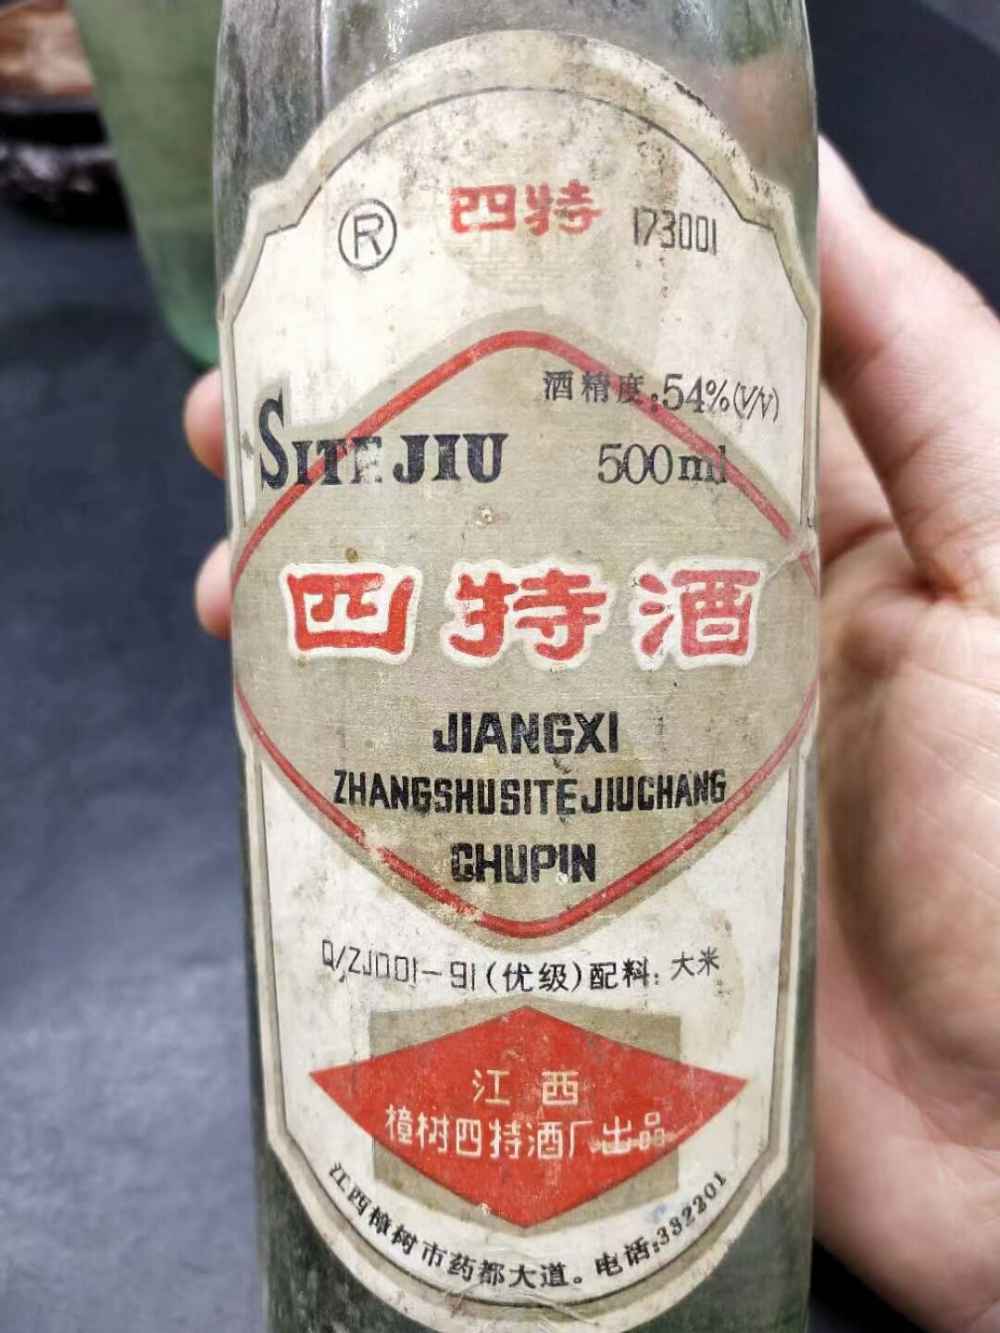 ® 四特 173001
酒精度:54%(V/V)
SITE JIU 500ml
四特酒
JIANGXI
ZHANGSHUSITEJIUCHANG
CHUPIN
Q/ZJ001-91(优级)配料:大米
江西
樟树四特酒厂出品
江西樟树市药都大道。电话:332301